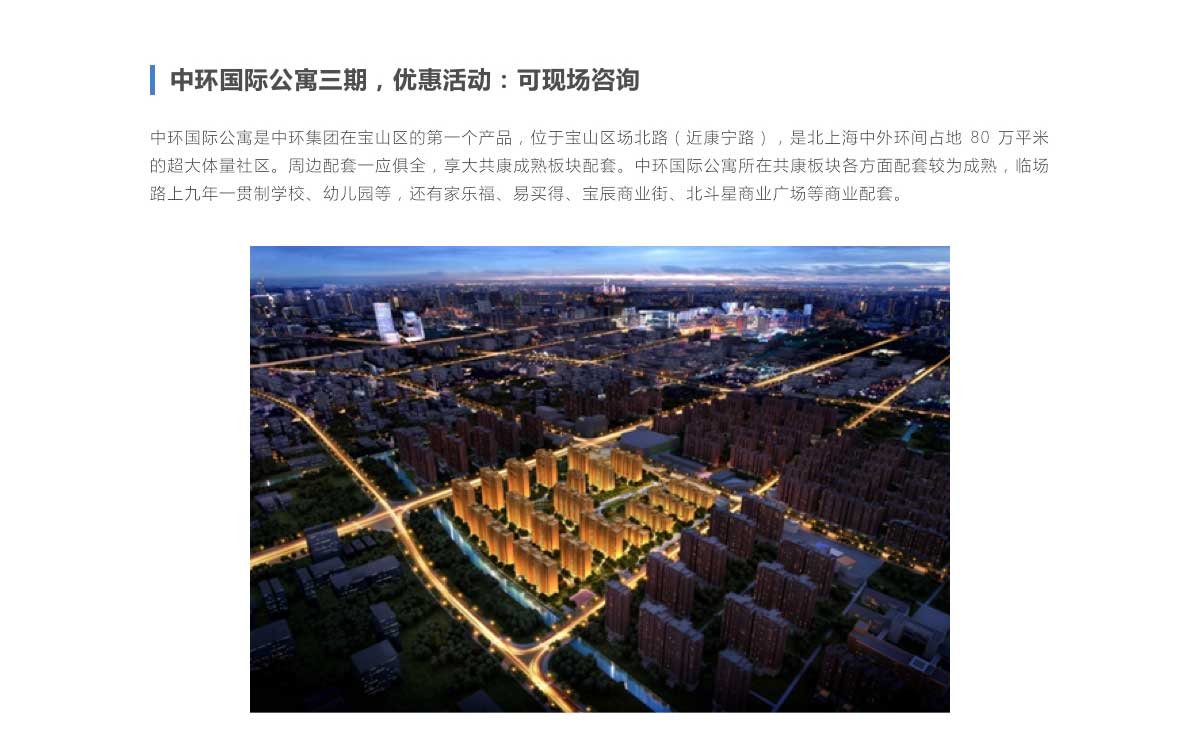 中环国际公寓三期，优惠活动：可现场咨询
中环国际公寓是中环集团在宝山区的第一个产品，位于宝山区场北路（近康宁路），是北上海中外环间占地 80 万平米
的超大体量社区。周边配套一应俱全，享大共康成熟板块配套。中环国际公寓所在共康板块各方面配套较为成熟，临场
路上九年一贯制学校、幼儿园等，还有家乐福、易买得、宝辰商业街、北斗星商业广场等商业配套。